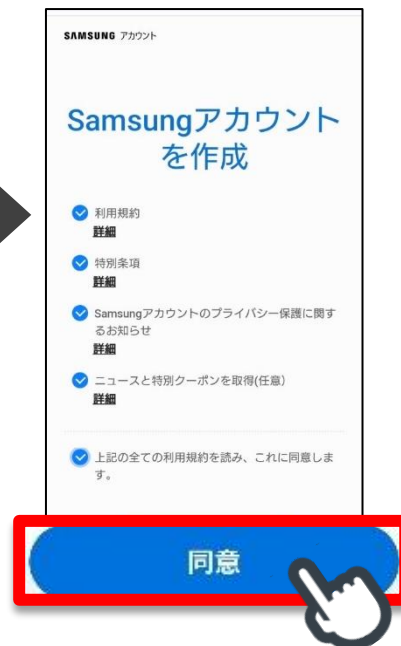 SAMSUNG アカウント
Samsungアカウント
を作成
利用規約
詳細
特別条項
詳細
Samsungアカウントのプライバシー保護に関す
るお知らせ
詳細
ニュースと特別クーポンを取得(任意)
詳細
上記の全ての利用規約を読み、これに同意しま
す。
同意